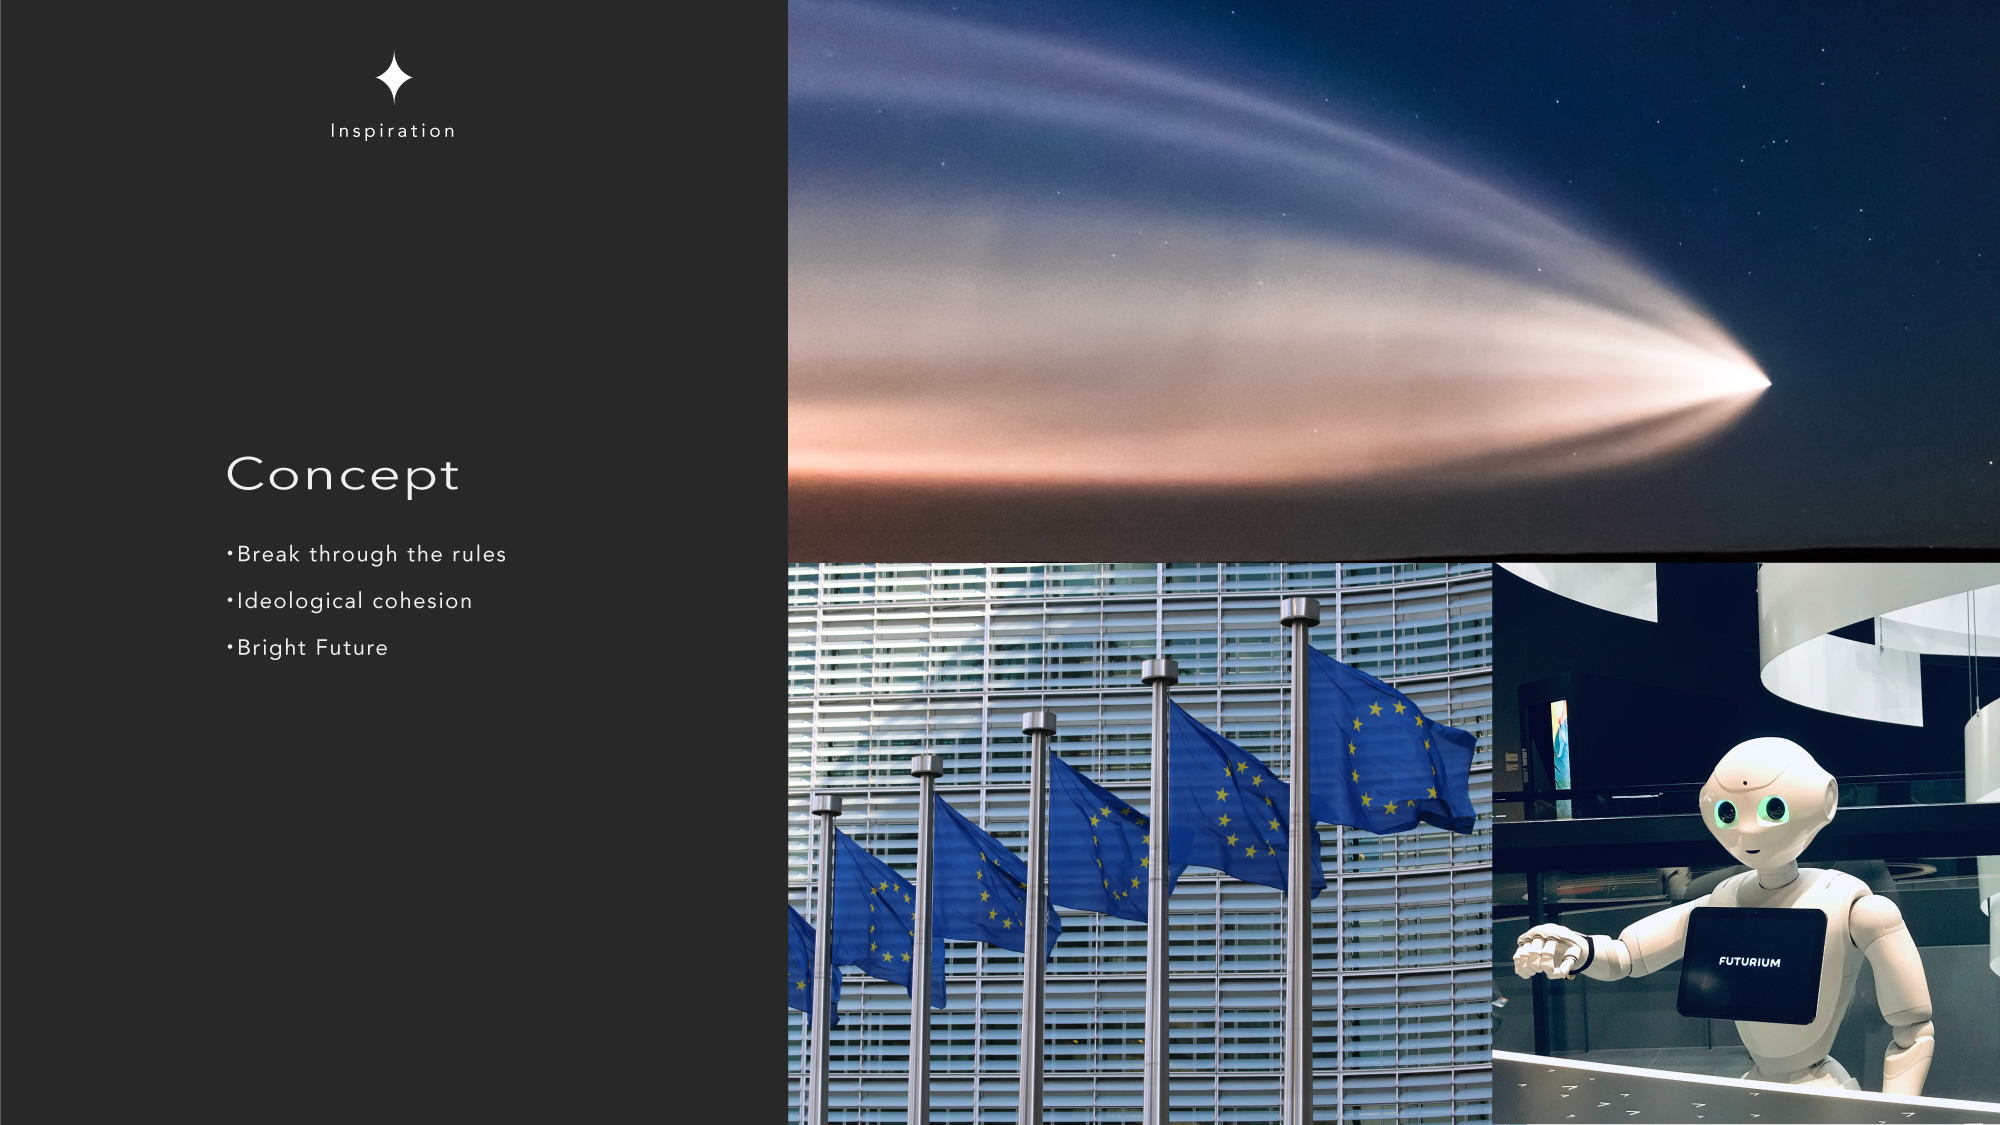 Inspiration
Concept
•Break through the rules
•Ideological cohesion
•Bright Future
FUTURIUM